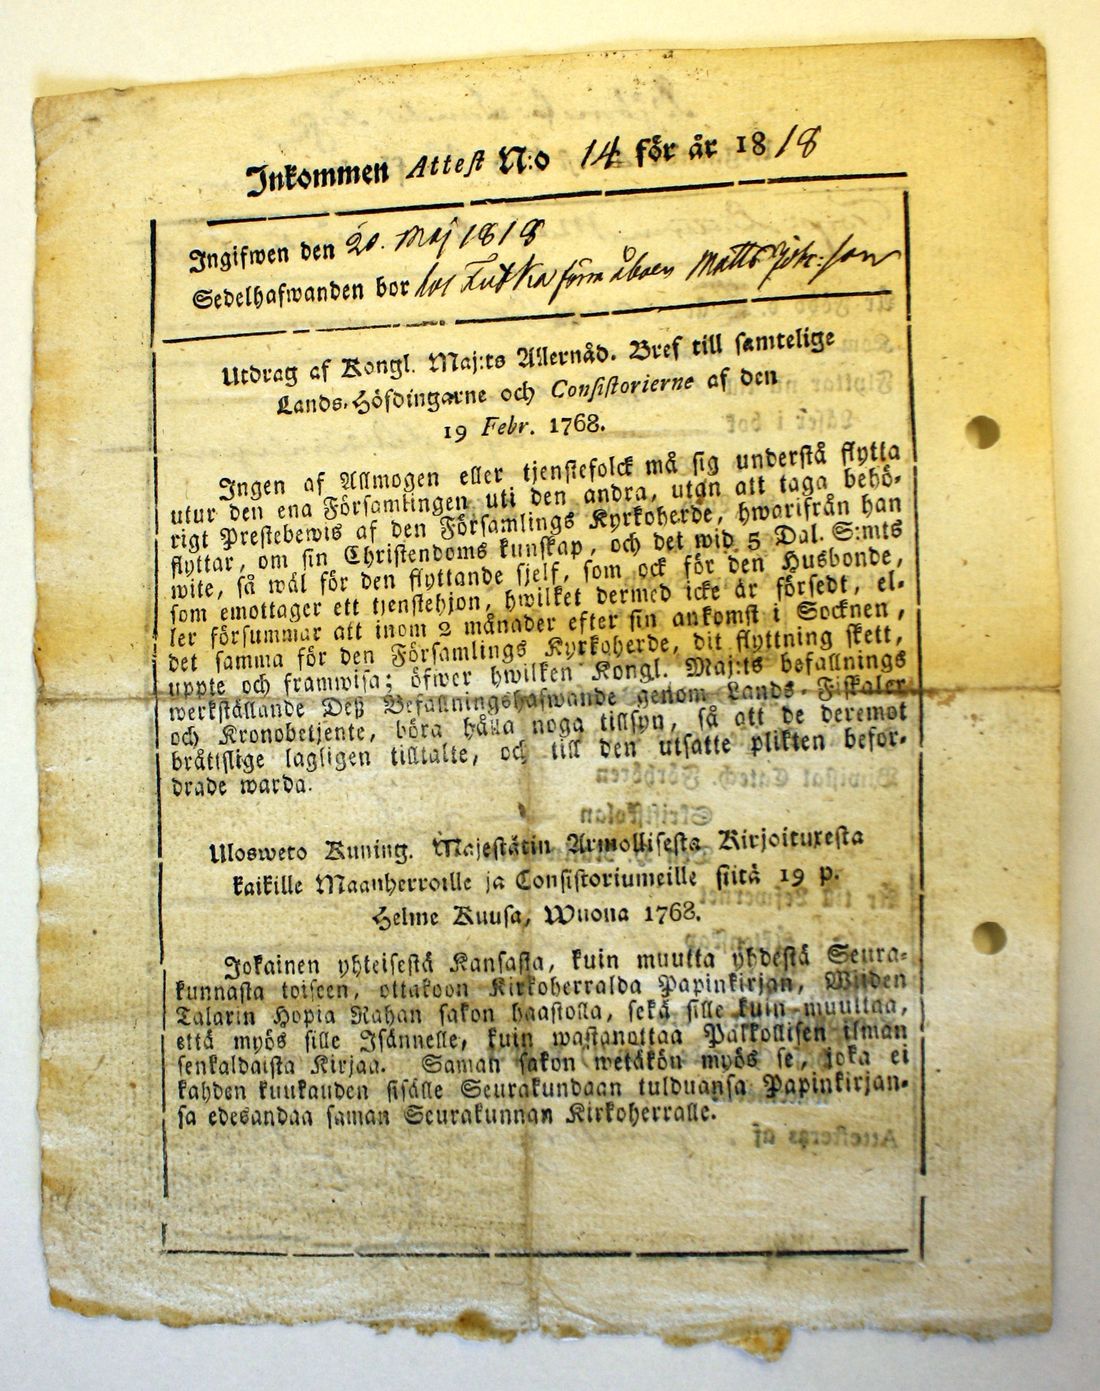 Inkommen Attest N:o 14 för år 1818
Ingifwen den 20. Maj 1818
Sedelhafwanden bor hos Matts
Utdrag af Kongl. Maj:ts Allernåd. Bref till samtelige
Lands-Höfdingarne och Consistorierne af den
19 Febr. 1768.
Ingen af Allmogen eller tjenstefolck må sig understå flytta
utur den ena Församlingen uti den andra, utan att taga behö-
rigt Prestebewis af den Församlings Kyrkoherde, hwarifrån han
flyttar, om sin Christendoms kunskap, och det wid 5 Dal. S:mts
wite, så wäl för den flyttande sjelf, som ock för den Husbonde,
som emottager ett tjenstehjon, hwilket dermed icke är försedt, el-
ler försummar att inom 2 månader efter sin ankomst i Socknen,
det samma för den Församlings Kyrkoherde, dit flyttning skett,
uppte och framwisa; öfwer hwilken Kongl. Maj:ts befallnings
werkställande Deß Befallningshafwande genom Lands-Fiskaler
och Kronobetjente, böra hålla noga tillsyn, så att de deremot
bråttslige lagligen tilltalte, och till den utsatte plikten befor-
drade warda.
Ulosweto Kuning. Majestätin Armollisesta Kirjoituxesta
kaikille Maanherroille ja Consistoriumeille siitä 19 p.
Helme Kuusa, Wuona 1768.
Jokainen yhteisestä Kansasta, kuin muutta yhdestä Seura-
kunnasta toiseen, ottakoon Kirkoherralda Papinkirjan, Wiiden
Talarin Hopia Rahan sakon haastolla, sekä sille kuin muuttaa,
että myös sille Isännelle, kuin wastanottaa Palkollisen ilman
senkaldaista Kirjaa. Saman sakon wetäkön myös se, joka ei
kahden kuukauden sisälle Seurakundaan tulduansa Papinkirjan-
sa edesandaa saman Seurakunnan Kirkoherralle.